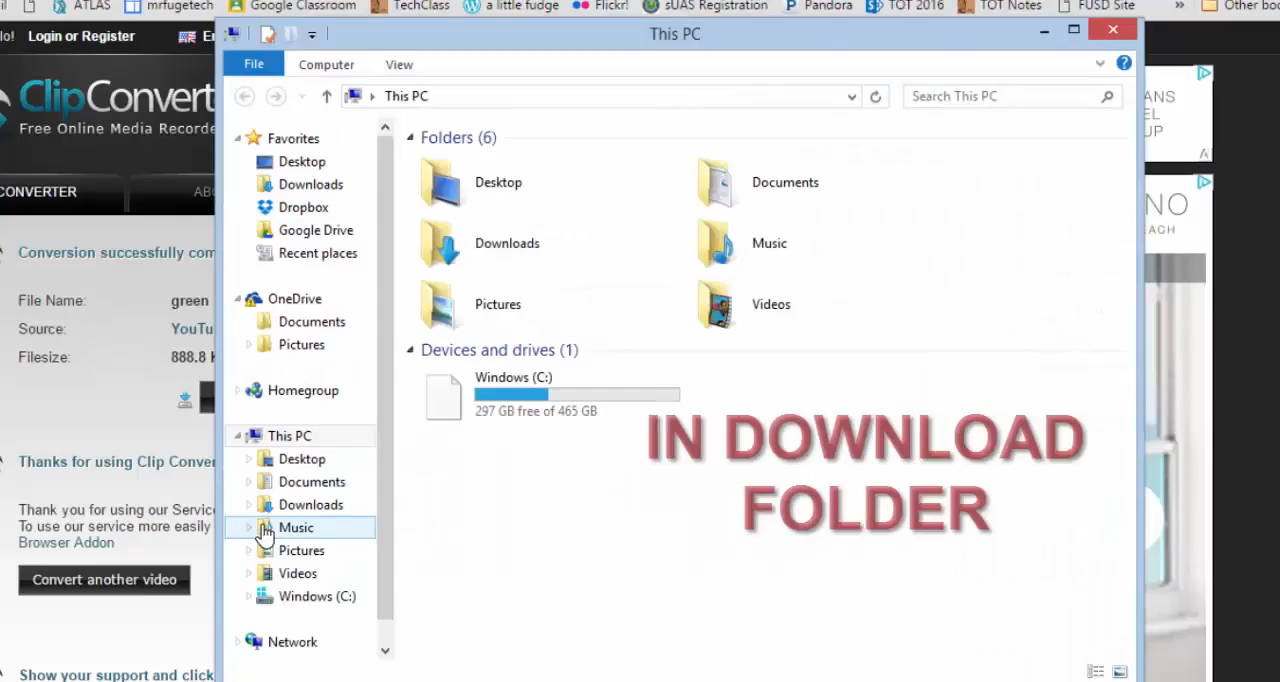 ATLAS
mrfugetech
Google Classroom
TechClass
a little fudge
Flickr!
sUAS Registration
Pandora
TOT 2016
TOT Notes
FUSD Site
»
Other boo
lo!
Login or Register
This PC
File
Computer
View
This PC
Search This PC
ClipConvert
Free Online Media Recorde
CONVERTER
AB
Conversion successfully com
File Name: green
Source: YouTu
Filesize: 888.8 K
Thanks for using Clip Conver
Thank you for using our Service
To use our service more easily
Browser Addon
Convert another video
Show your support and click
Favorites
Desktop
Downloads
Dropbox
Google Drive
Recent places
OneDrive
Documents
Pictures
Homegroup
This PC
Desktop
Documents
Downloads
Music
Pictures
Videos
Windows (C:)
Network
Folders (6)
Desktop
Documents
Downloads
Music
Pictures
Videos
Devices and drives (1)
Windows (C:)
297 GB free of 465 GB
IN DOWNLOAD
FOLDER
ANS
EL
UP
NO
EACH